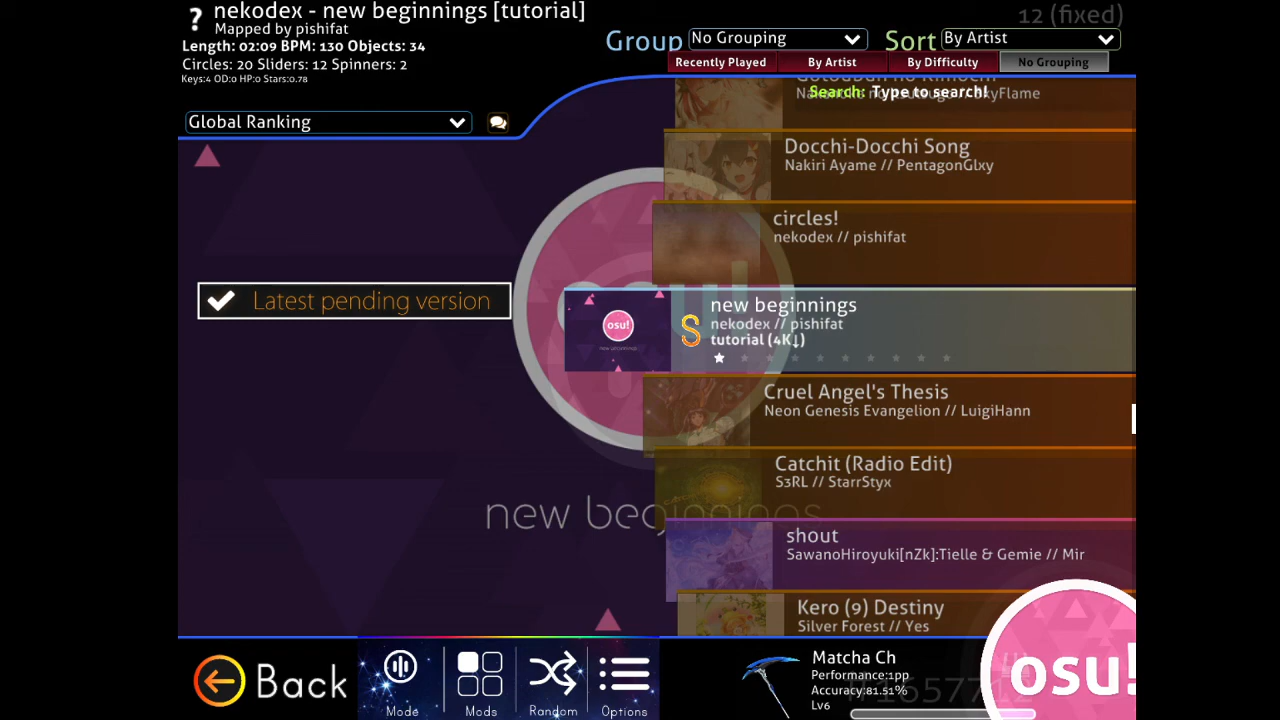 nekodex - new beginnings [tutorial]
Mapped by pishifat
Length: 02:09 BPM: 130 Objects: 34
Circles: 20 Sliders: 12 Spinners: 2
Keys:4 OD:0 HP:0 Stars:0.78
12 (fixed)
Group No Grouping
Sort By Artist
Recently Played
By Artist
By Difficulty
No Grouping
Search: Type to search!
Global Ranking
Latest pending version
Docchi-Docchi Song
Nakiri Ayame // PentagonGlxy
circles!
nekodex // pishifat
osu!
new beginnings
S
new beginnings
nekodex // pishifat
tutorial (4K↓)
Cruel Angel's Thesis
Neon Genesis Evangelion // LuigiHann
Catchit (Radio Edit)
S3RL // StarrStyx
new beginnings
shout
SawanoHiroyuki[nZk]:Tielle & Gemie // Mir
Kero (9) Destiny
Silver Forest // Yes
Back
Mode
Mods
Random
Options
Matcha Ch
Performance:1pp
Accuracy:81.51%
Lv6
osu!